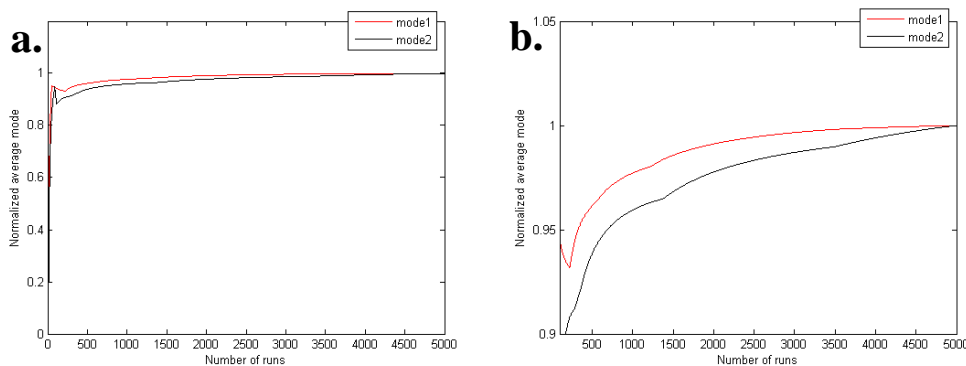 a.
mode1
mode2
Normalized average mode
1
0.8
0.6
0.4
0.2
0
0 500 1000 1500 2000 2500 3000 3500 4000 4500 5000
Number of runs
b.
mode1
mode2
Normalized average mode
1.05
1
0.95
0.9
500 1000 1500 2000 2500 3000 3500 4000 4500 5000
Number of runs